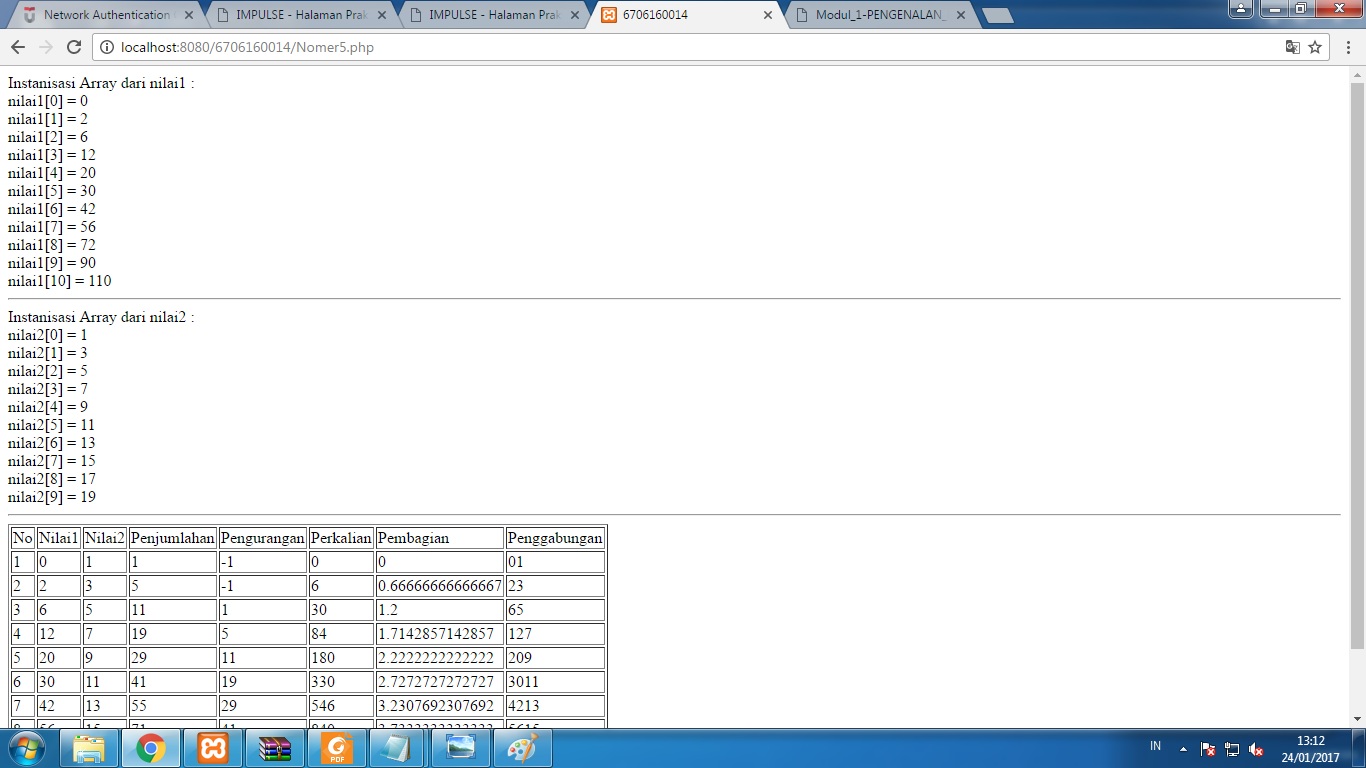 Network Authentication
IMPULSE - Halaman Prak
IMPULSE - Halaman Prak
6706160014
Modul_1-PENGENALAN_
localhost:8080/6706160014/Nomer5.php
Instanisasi Array dari nilai1 :
nilai1[0] = 0
nilai1[1] = 2
nilai1[2] = 6
nilai1[3] = 12
nilai1[4] = 20
nilai1[5] = 30
nilai1[6] = 42
nilai1[7] = 56
nilai1[8] = 72
nilai1[9] = 90
nilai1[10] = 110
Instanisasi Array dari nilai2 :
nilai2[0] = 1
nilai2[1] = 3
nilai2[2] = 5
nilai2[3] = 7
nilai2[4] = 9
nilai2[5] = 11
nilai2[6] = 13
nilai2[7] = 15
nilai2[8] = 17
nilai2[9] = 19
No Nilai1 Nilai2 Penjumlahan Pengurangan Perkalian Pembagian Penggabungan
1 0 1 1 -1 0 0 01
2 2 3 5 -1 6 0.66666666666667 23
3 6 5 11 1 30 1.2 65
4 12 7 19 5 84 1.7142857142857 127
5 20 9 29 11 180 2.2222222222222 209
6 30 11 41 19 330 2.7272727272727 3011
7 42 13 55 29 546 3.2307692307692 4213
PDF
IN
13:12
24/01/2017